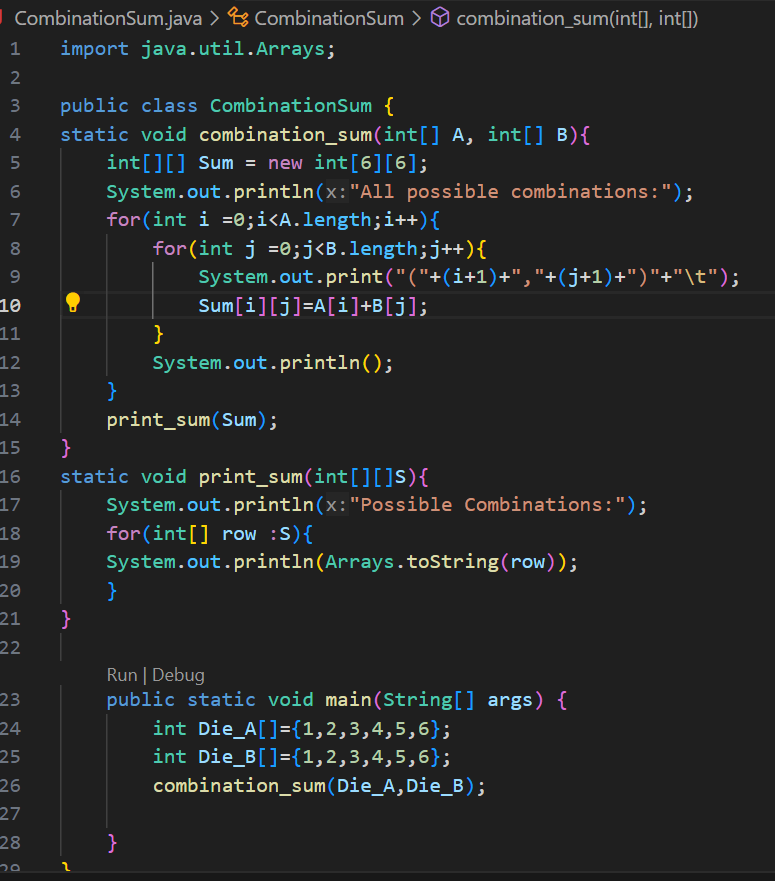 CombinationSum.java > CombinationSum > combination_sum(int[], int[])
1 import java.util.Arrays;
2
3 public class CombinationSum {
4 static void combination_sum(int[] A, int[] B){
5 int[][] Sum = new int[6][6];
6 System.out.println(x:"All possible combinations:");
7 for(int i =0;i<A.length;i++){
8 for(int j =0;j<B.length;j++){
9 System.out.print("("+(i+1)+","+(j+1)+")"+"\t");
10 Sum[i][j]=A[i]+B[j];
11 }
12 System.out.println();
13 }
14 print_sum(Sum);
15 }
16 static void print_sum(int[][]S){
17 System.out.println(x:"Possible Combinations:");
18 for(int[] row :S){
19 System.out.println(Arrays.toString(row));
20 }
21 }
22
Run | Debug
23 public static void main(String[] args) {
24 int Die_A[]={1,2,3,4,5,6};
25 int Die_B[]={1,2,3,4,5,6};
26 combination_sum(Die_A,Die_B);
27
28 }
29 }